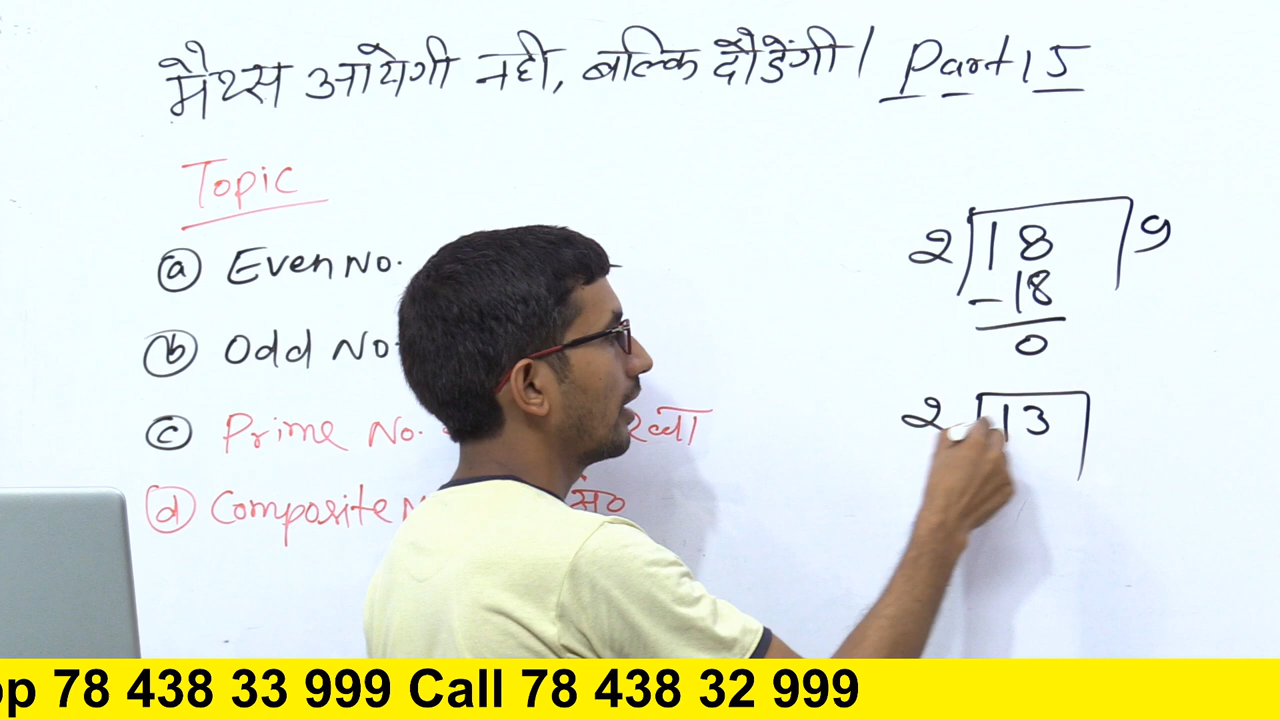 मैथ्स आयेगी नही, बल्कि दौडेंगी। Part 15
Topic
(a) Even No.
(b) Odd No.
(c) Prime No.
(d) Composite सं०
2 18 9
-18
0
2 13
78 438 33 999 Call 78 438 32 999